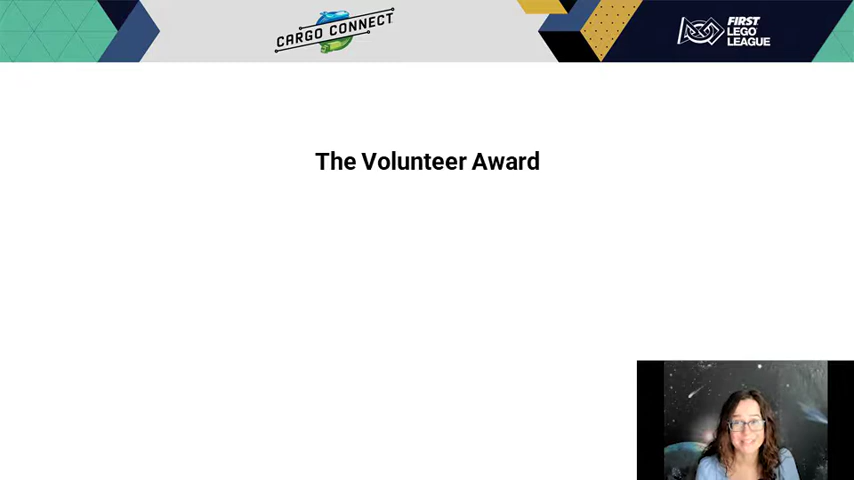 CARGO CONNECT
FIRST
LEGO
LEAGUE
The Volunteer Award